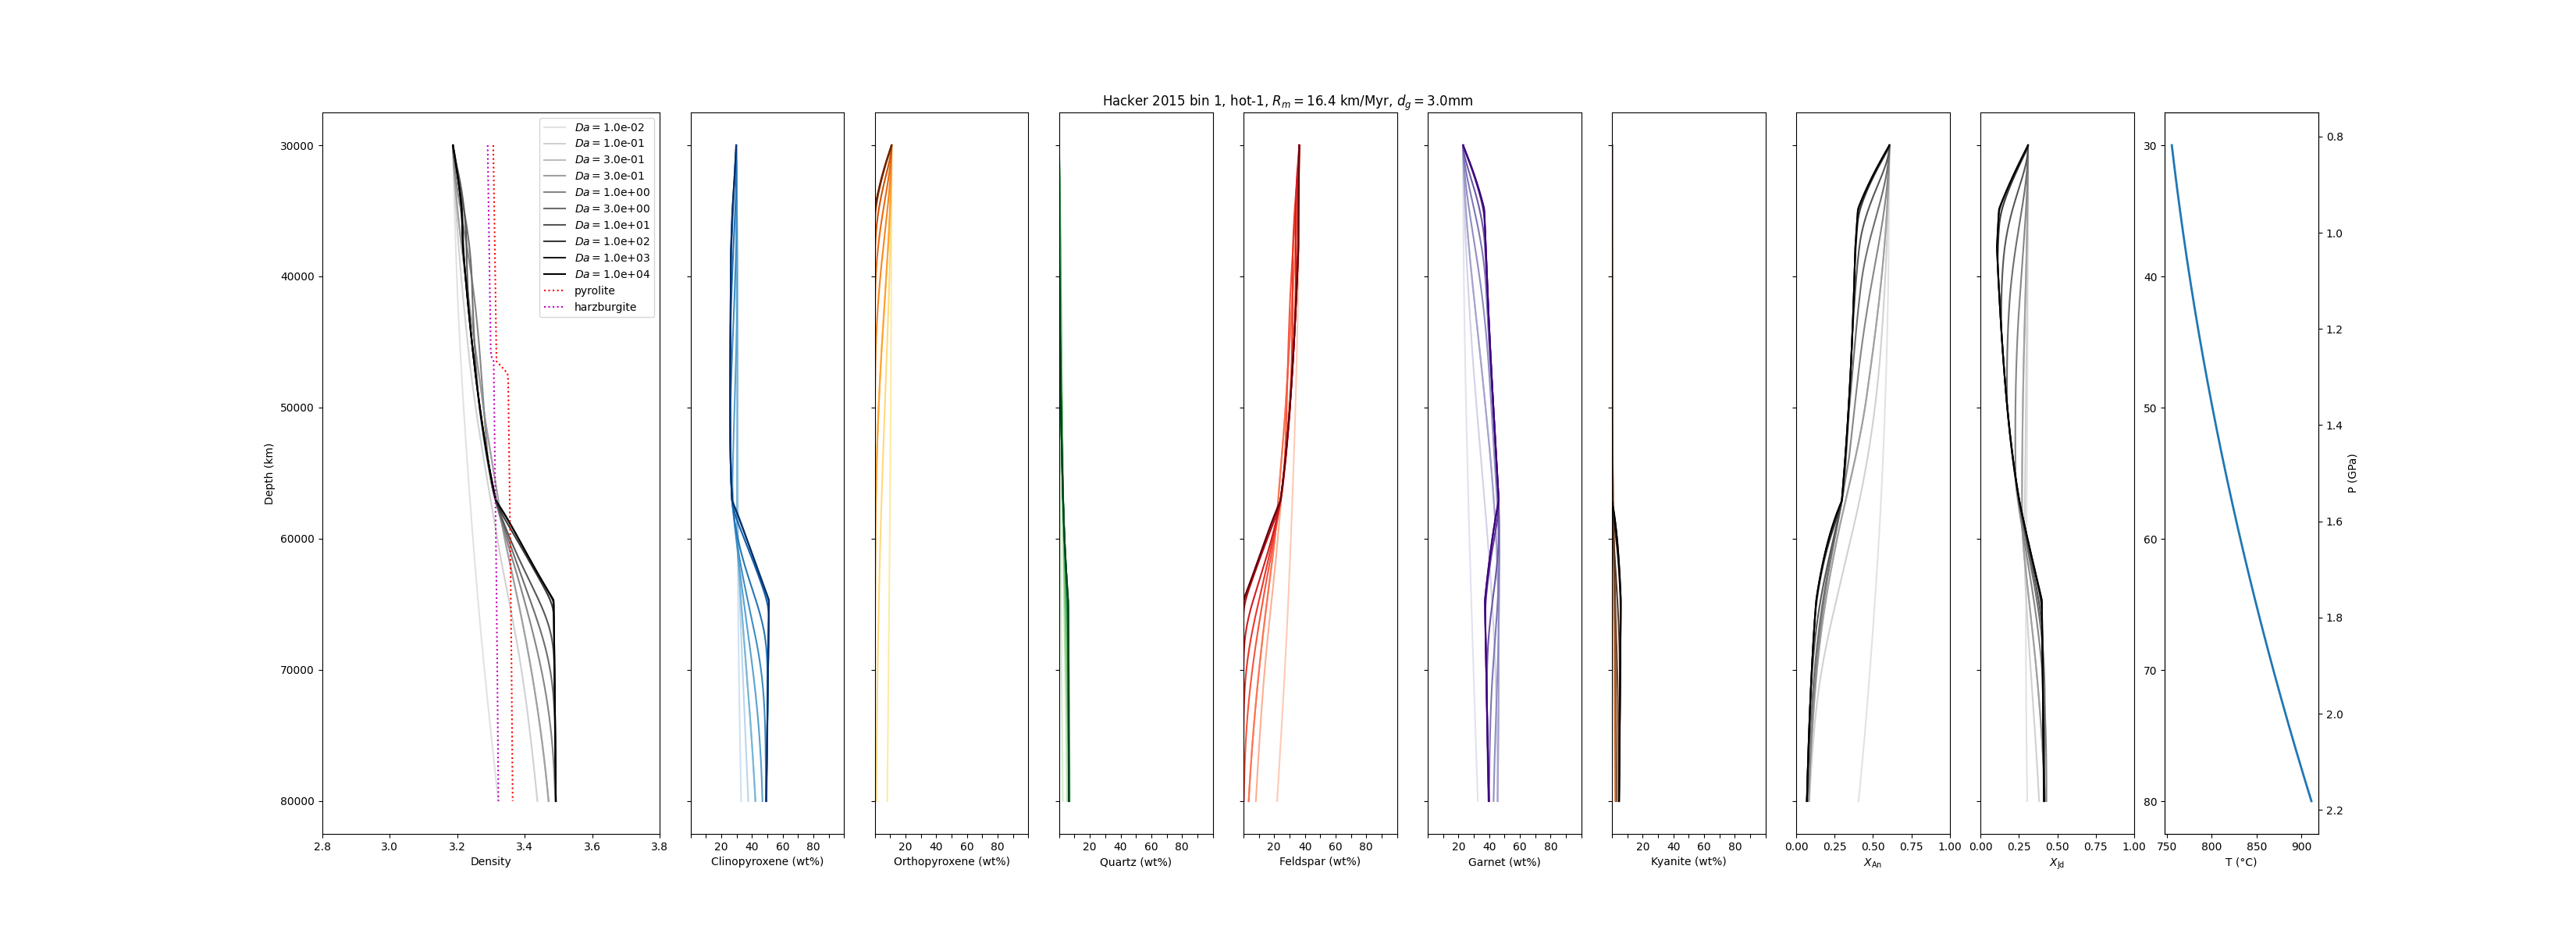 Hacker 2015 bin 1, hot-1, R_m = 16.4 km/Myr, d_g = 3.0mm
Da = 1.0e-02
Da = 1.0e-01
Da = 3.0e-01
Da = 3.0e-01
Da = 1.0e+00
Da = 3.0e+00
Da = 1.0e+01
Da = 1.0e+02
Da = 1.0e+03
Da = 1.0e+04
pyrolite
harzburgite
30000
40000
50000
60000
70000
80000
Depth (km)
2.8 3.0 3.2 3.4 3.6 3.8
Density
20 40 60 80
Clinopyroxene (wt%)
20 40 60 80
Orthopyroxene (wt%)
20 40 60 80
Quartz (wt%)
20 40 60 80
Feldspar (wt%)
20 40 60 80
Garnet (wt%)
20 40 60 80
Kyanite (wt%)
0.00 0.25 0.50 0.75 1.00
X_An
0.00 0.25 0.50 0.75 1.00
X_Jd
30
40
50
60
70
80
750 800 850 900
T (°C)
0.8
1.0
1.2
1.4
1.6
1.8
2.0
2.2
P (GPa)